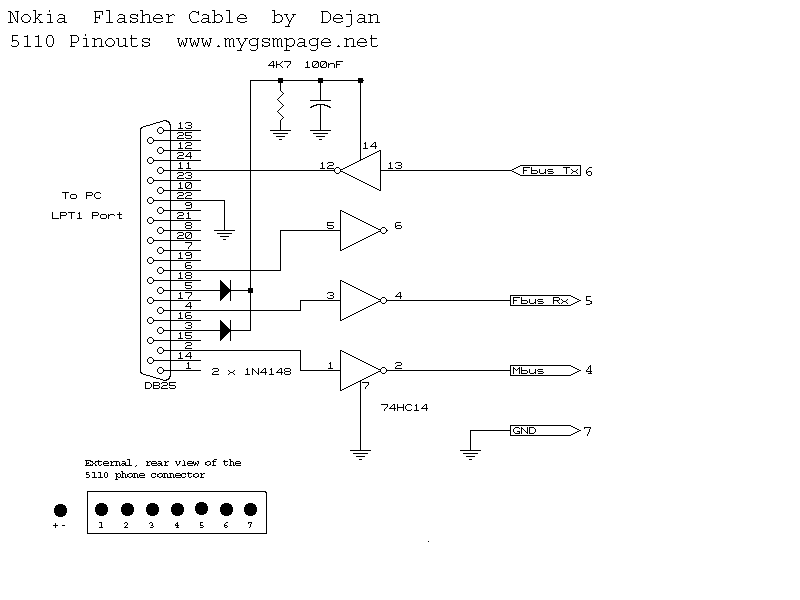 Nokia Flasher Cable by Dejan
5110 Pinouts www.mygsmpage.net
4K7 100nF
14
13
25
12
24
11
23
10
22
9
21
8
20
7
19
6
18
5
17
4
16
3
15
2
14
1
DB25
To PC
LPT1 Port
12 13
Fbus Tx 6
5 6
3 4
Fbus Rx 5
1 2
Mbus 4
7
2 x 1N4148
74HC14
GND 7
External, rear view of the
5110 phone connector
+ - 1 2 3 4 5 6 7